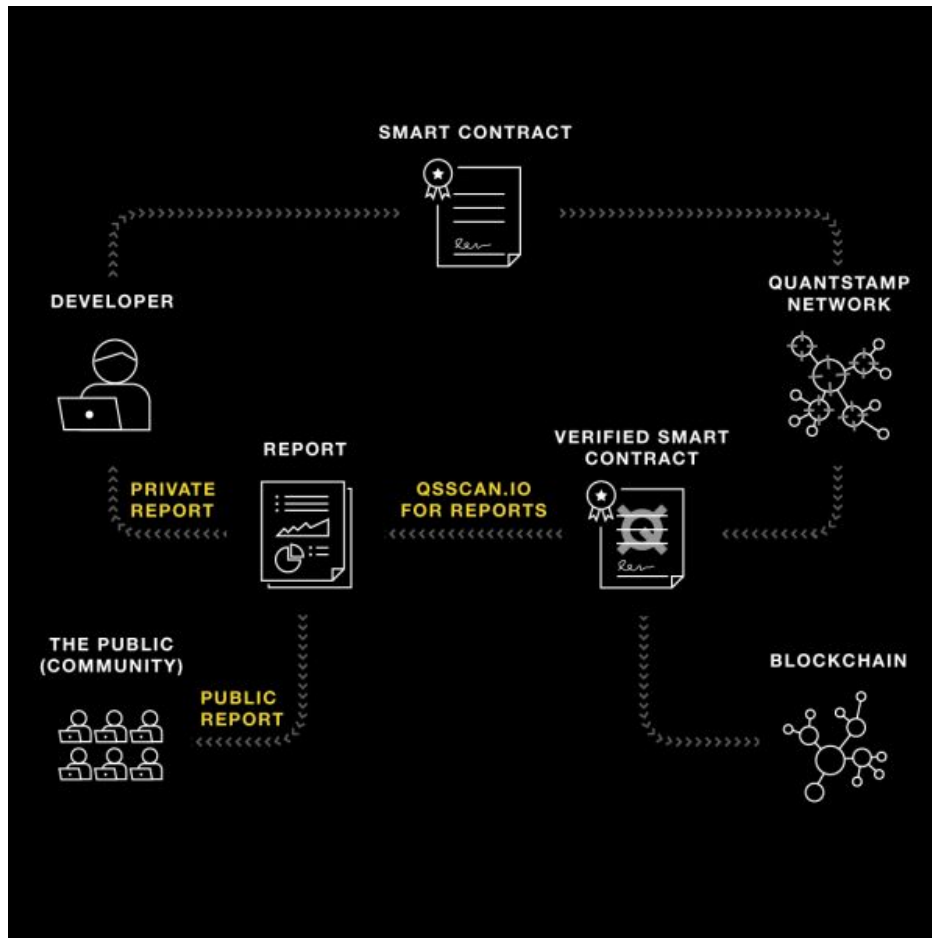 SMART CONTRACT
DEVELOPER
QUANTSTAMP
NETWORK
REPORT
VERIFIED SMART
CONTRACT
PRIVATE
REPORT
QSSCAN.IO
FOR REPORTS
Q
THE PUBLIC
(COMMUNITY)
PUBLIC
REPORT
BLOCKCHAIN